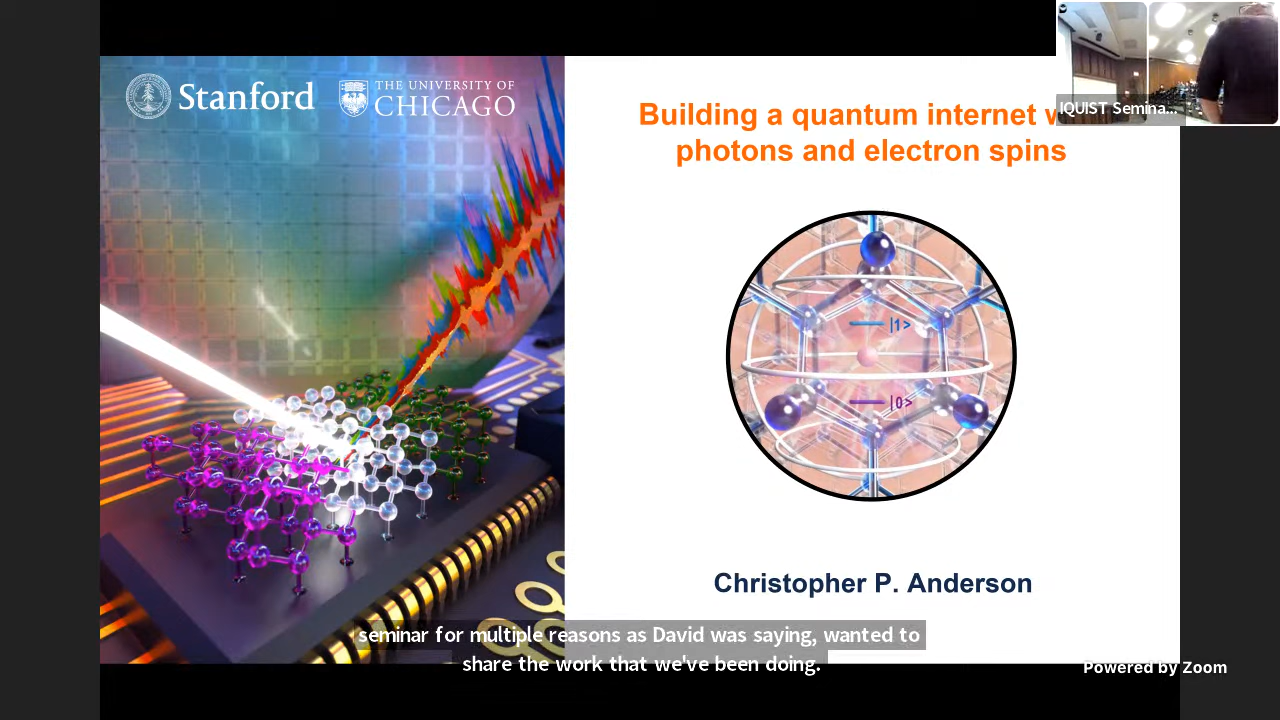 Stanford
THE UNIVERSITY OF
CHICAGO
Building a quantum internet
photons and electron spins
IQUIST Semina...
|1>
|0>
Christopher P. Anderson
seminar for multiple reasons as David was saying, wanted to
share the work that we've been doing.
Powered by Zoom